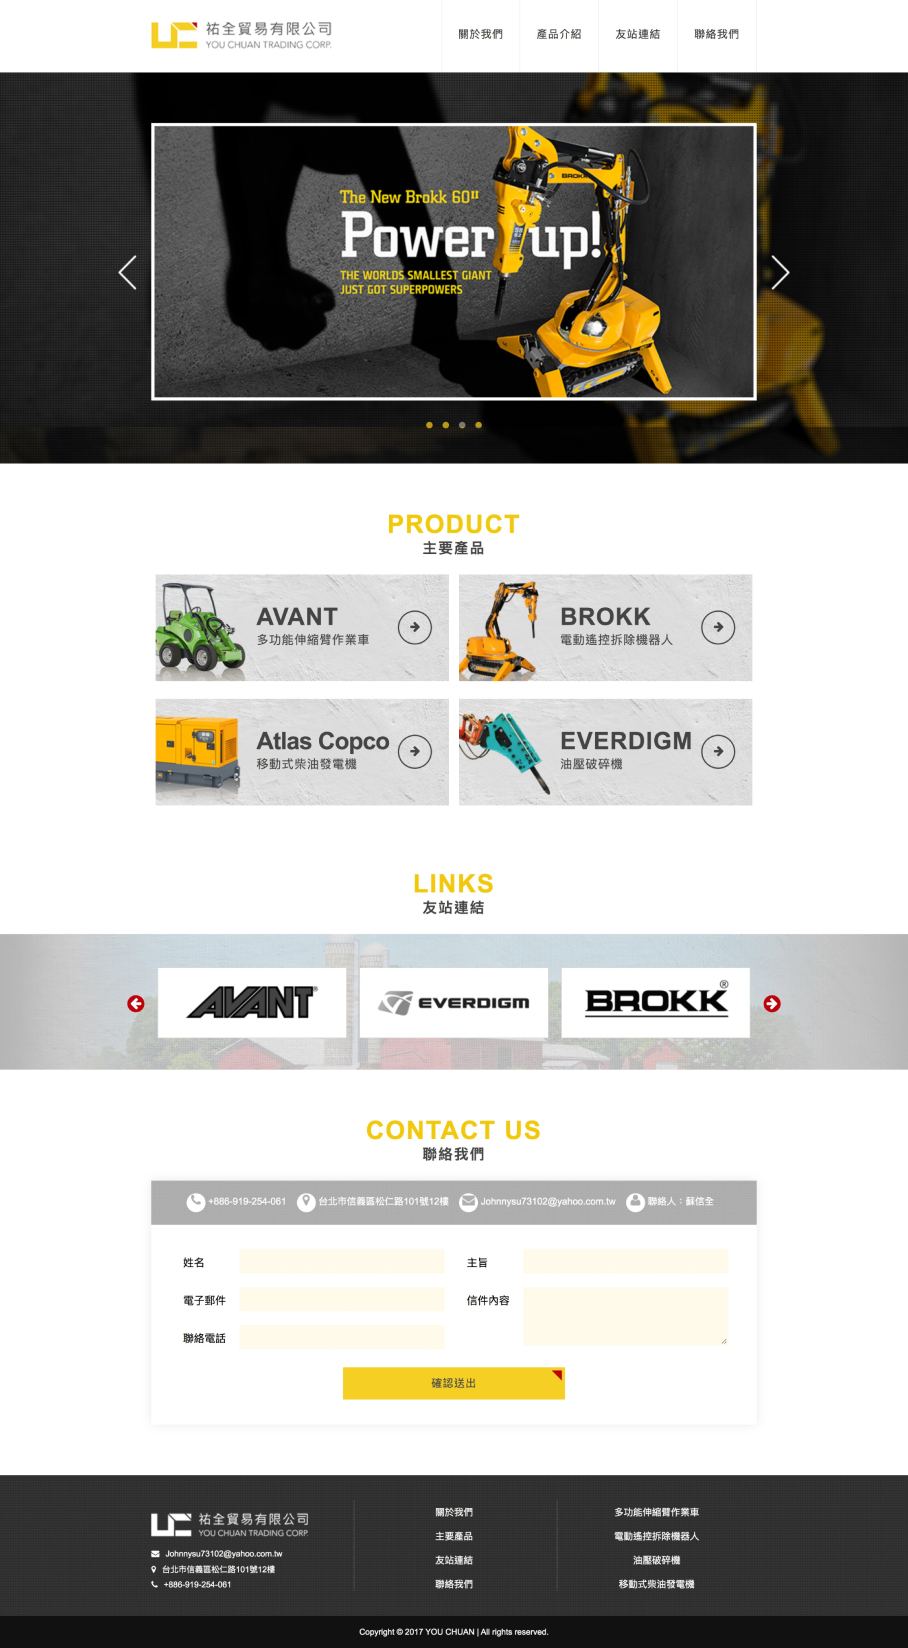 祐全貿易有限公司
YOU CHUAN TRADING CORP.
關於我們
產品介紹
友站連結
聯絡我們
BROKK
The New Brokk 60II
Power up!
THE WORLDS SMALLEST GIANT
JUST GOT SUPERPOWERS
PRODUCT
主要產品
AVANT
多功能伸縮臂作業車
BROKK
電動遙控拆除機器人
Atlas Copco
移動式柴油發電機
EVERDIGM
油壓破碎機
LINKS
友站連結
AVANT®
EVERDIGM
BROKK®
CONTACT US
聯絡我們
+886-919-254-061
台北市信義區松仁路101號12樓
Johnnysu73102@yahoo.com.tw
聯絡人：蘇信全
姓名
主旨
電子郵件
信件內容
聯絡電話
確認送出
祐全貿易有限公司
YOU CHUAN TRADING CORP
Johnnysu73102@yahoo.com.tw
台北市信義區松仁路101號12樓
+886-919-254-061
關於我們
主要產品
友站連結
聯絡我們
多功能伸縮臂作業車
電動遙控拆除機器人
油壓破碎機
移動式柴油發電機
Copyright © 2017 YOU CHUAN | All rights reserved.